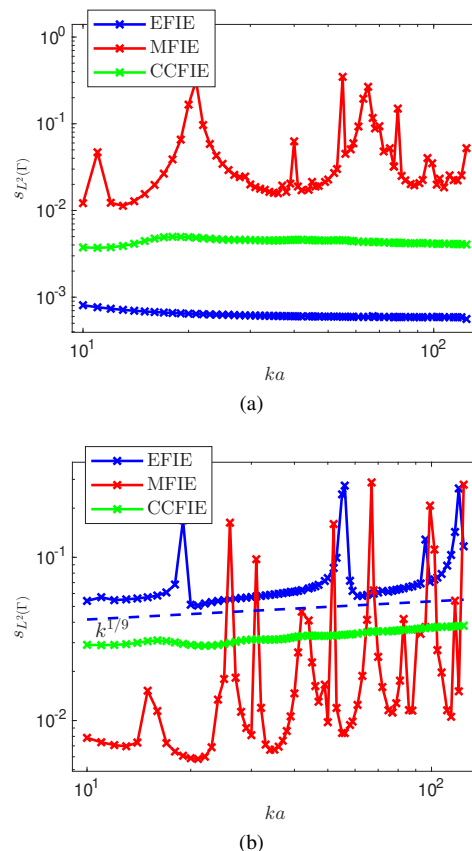 EFIE
MFIE
CCFIE
10^0
10^-1
10^-2
10^-3
s_{L^2(Γ)}
10^1
10^2
ka
(a)
EFIE
MFIE
CCFIE
10^-1
10^-2
s_{L^2(Γ)}
k^{1/9}
10^1
10^2
ka
(b)